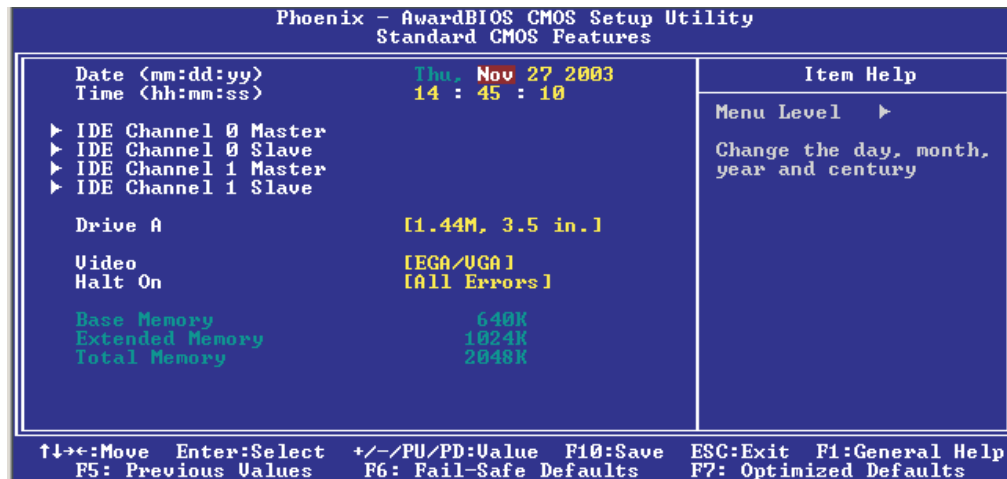 Phoenix - AwardBIOS CMOS Setup Utility
Standard CMOS Features
Date (mm:dd:yy) Thu, Nov 27 2003
Time (hh:mm:ss) 14 : 45 : 10
▶ IDE Channel 0 Master
▶ IDE Channel 0 Slave
▶ IDE Channel 1 Master
▶ IDE Channel 1 Slave
Drive A [1.44M, 3.5 in.]
Video [EGA/VGA]
Halt On [All Errors]
Base Memory 640K
Extended Memory 1024K
Total Memory 2048K
Item Help
Menu Level ▶
Change the day, month,
year and century
↑↓→←:Move Enter:Select +/-/PU/PD:Value F10:Save ESC:Exit F1:General Help
F5: Previous Values F6: Fail-Safe Defaults F7: Optimized Defaults